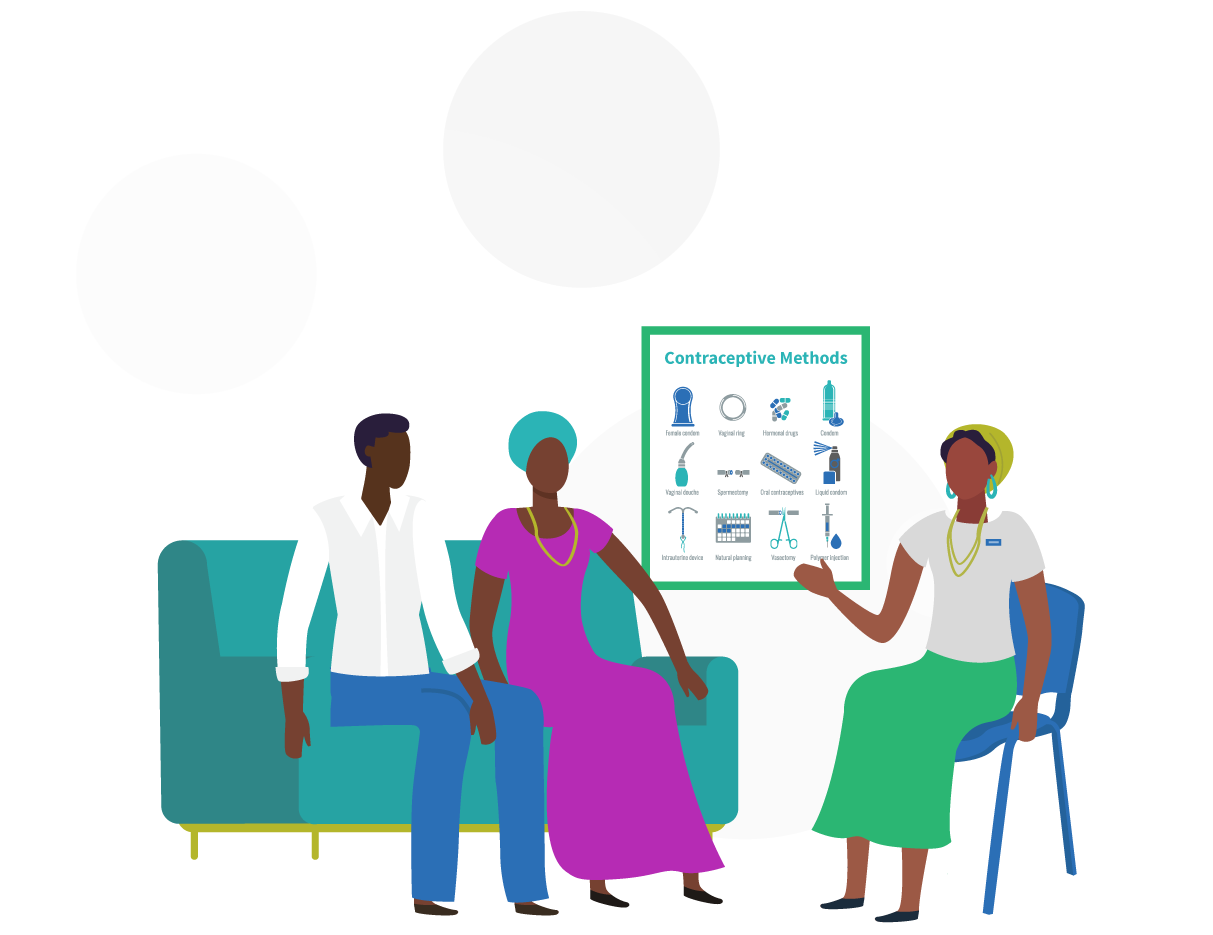 Contraceptive Methods
Female condom Vaginal ring Hormonal drugs Condom
Vaginal douche Spermectomy Oral contraceptives Liquid condom
Intrauterine device Natural planning Vasectomy Polymer injection